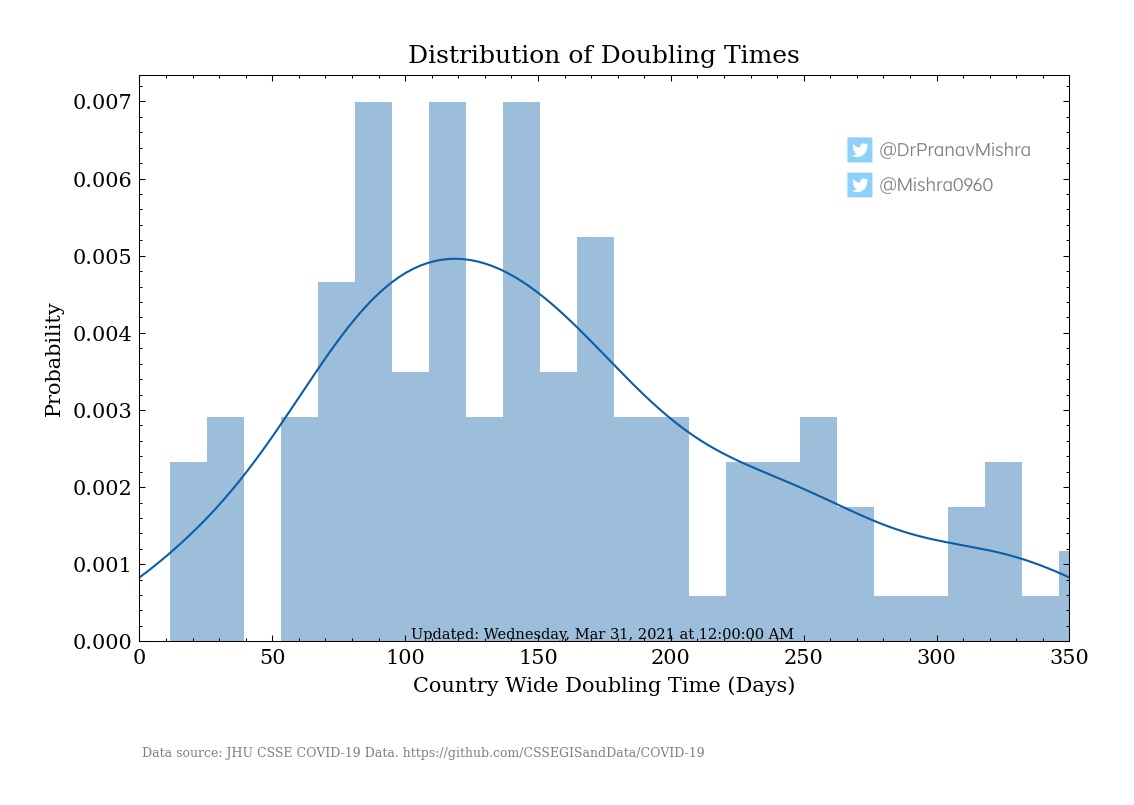 Distribution of Doubling Times
0.007
0.006
0.005
0.004
0.003
0.002
0.001
0.000
Probability
@DrPranavMishra
@Mishra0960
Updated: Wednesday, Mar 31, 2021 at 12:00:00 AM
0 50 100 150 200 250 300 350
Country Wide Doubling Time (Days)
Data source: JHU CSSE COVID-19 Data. https://github.com/CSSEGISandData/COVID-19